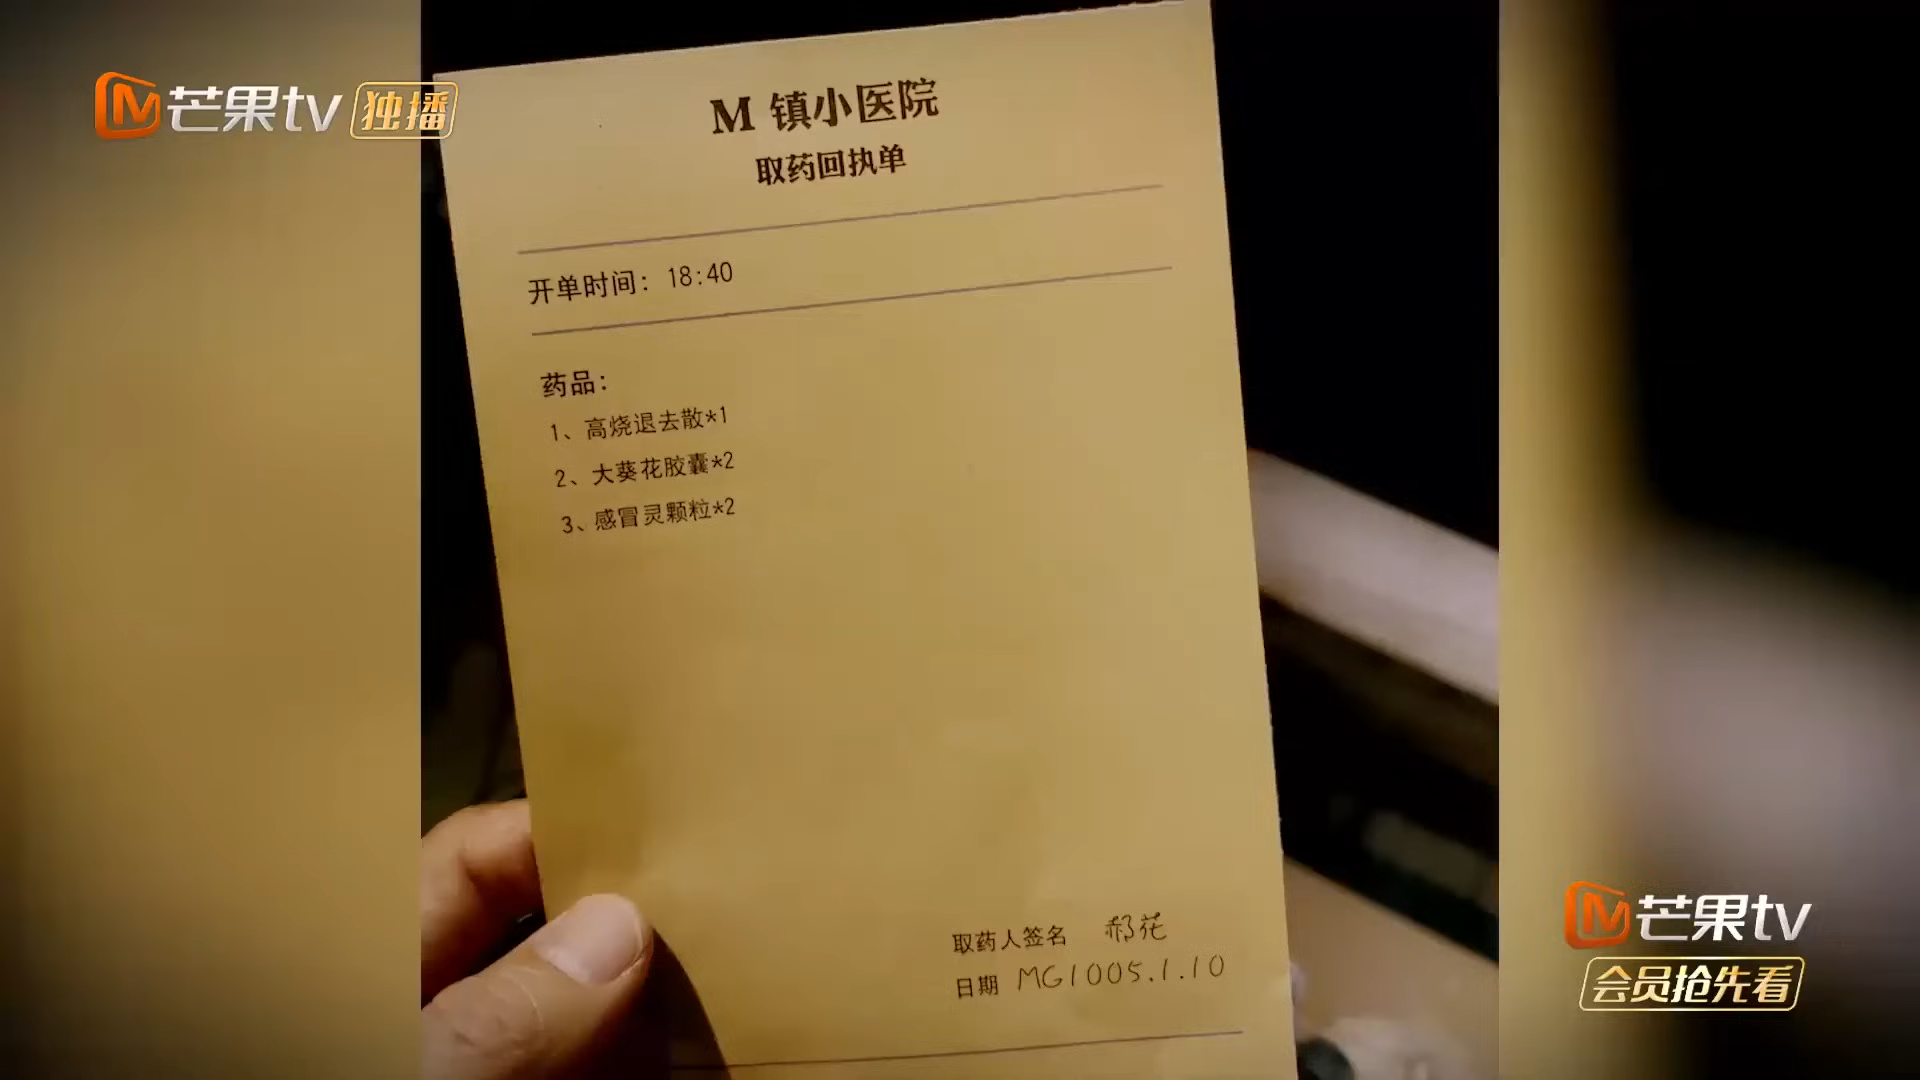 芒果tv 独播
M 镇小医院
取药回执单
开单时间：18:40
药品：
1、高烧退去散*1
2、大葵花胶囊*2
3、感冒灵颗粒*2
取药人签名 郝花
日期 MG1005.1.10
芒果tv
会员抢先看